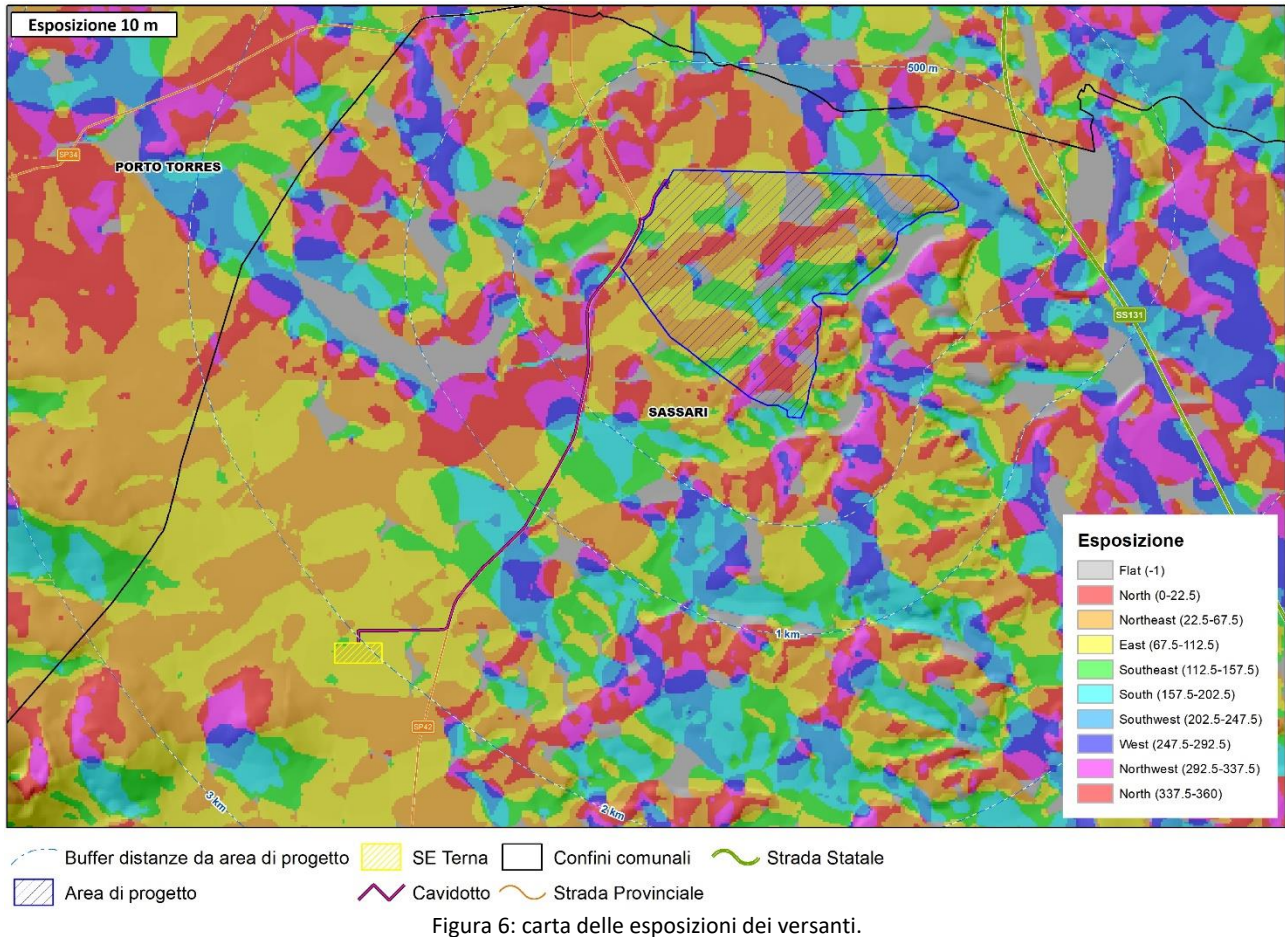 Esposizione 10 m
500 m
SP34
PORTO TORRES
SS131
SASSARI
Esposizione
Flat (-1)
North (0-22.5)
Northeast (22.5-67.5)
East (67.5-112.5)
Southeast (112.5-157.5)
South (157.5-202.5)
Southwest (202.5-247.5)
West (247.5-292.5)
Northwest (292.5-337.5)
North (337.5-360)
1 km
SP42
3 km
2 km
Buffer distanze da area di progetto
SE Terna
Confini comunali
Strada Statale
Area di progetto
Cavidotto
Strada Provinciale
Figura 6: carta delle esposizioni dei versanti.